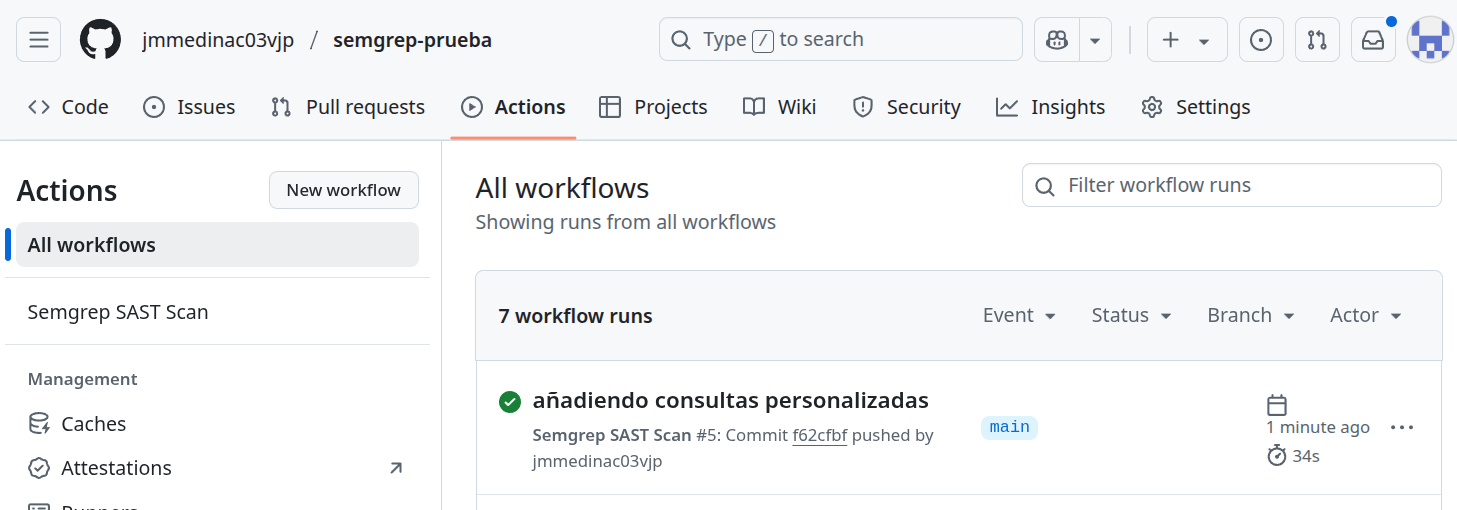 jmmedinac03vjp / semgrep-prueba
Type / to search
Code Issues Pull requests Actions Projects Wiki Security Insights Settings
Actions
New workflow
All workflows
Semgrep SAST Scan
Management
Caches
Attestations
Runners
All workflows
Showing runs from all workflows
Filter workflow runs
7 workflow runs
Event Status Branch Actor
añadiendo consultas personalizadas
Semgrep SAST Scan #5: Commit f62cfbf pushed by
jmmedinac03vjp
main
1 minute ago
34s